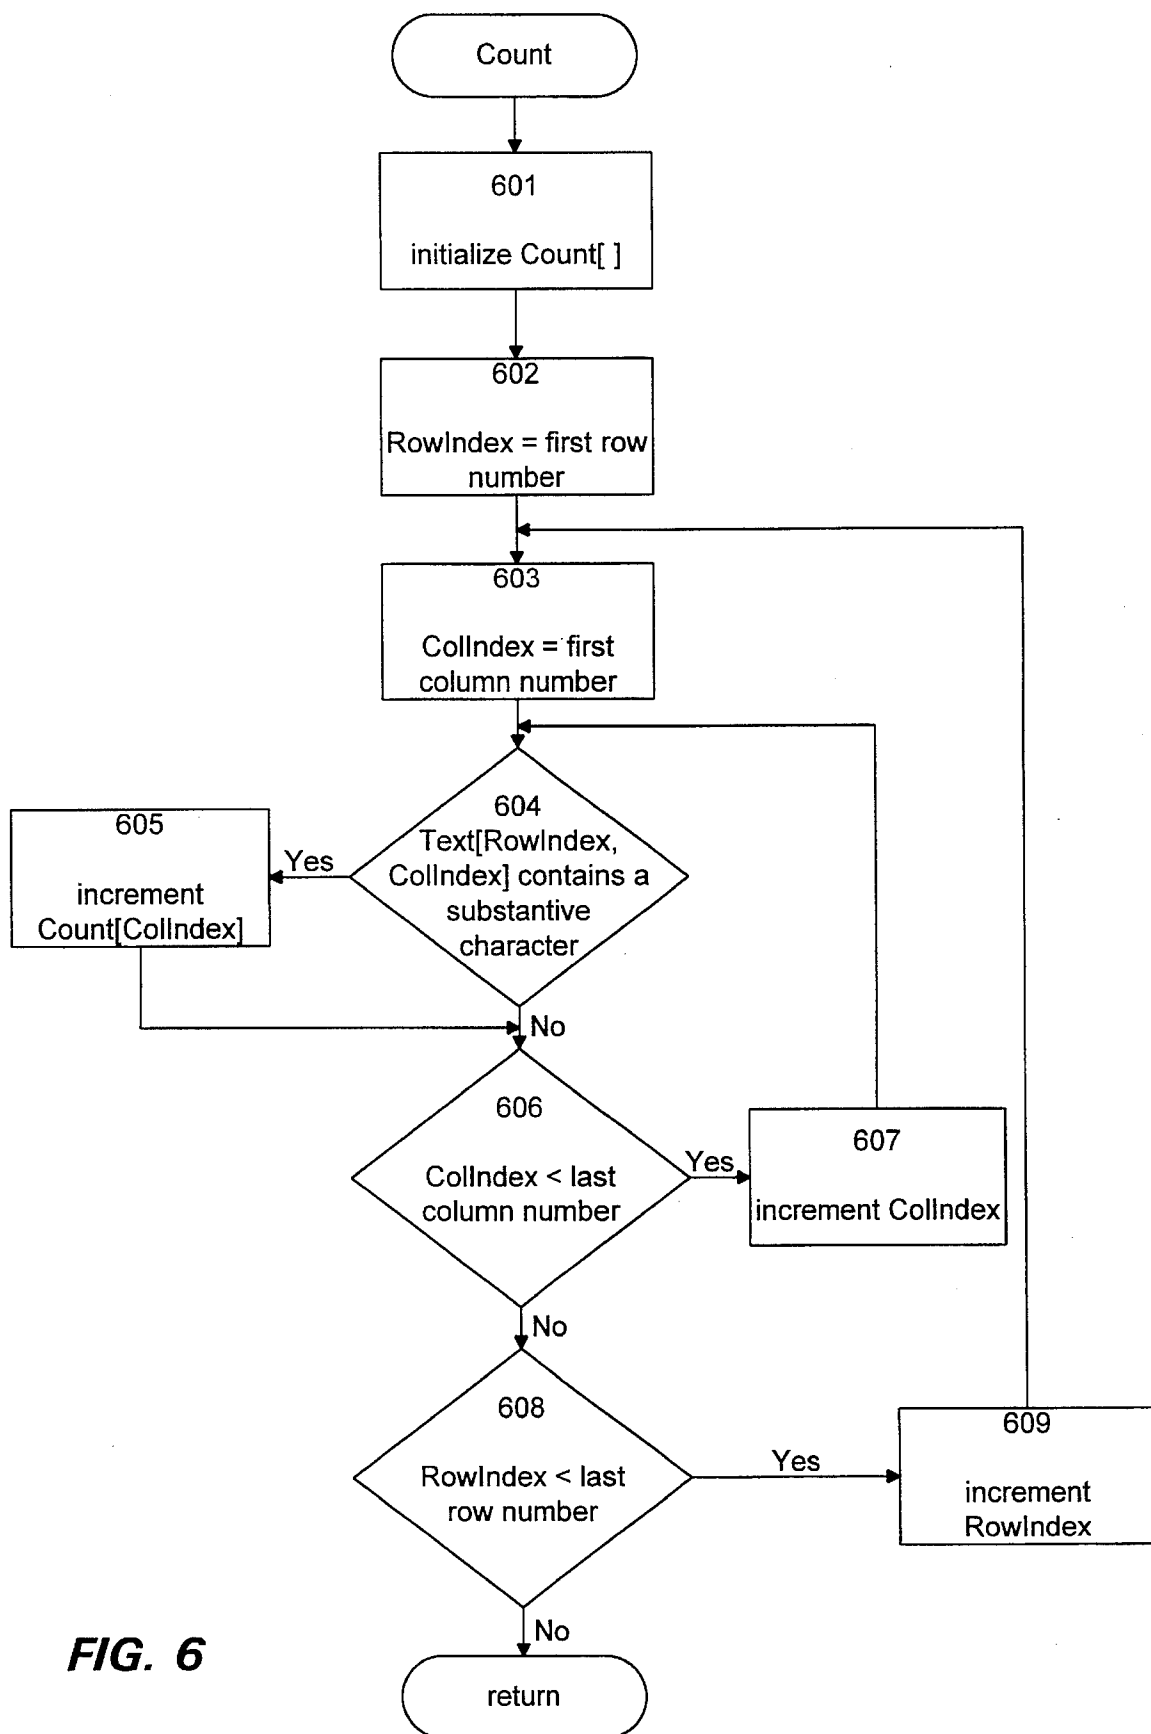 Count
601
initialize Count[ ]
602
RowIndex = first row
number
603
ColIndex = first
column number
604
Text[RowIndex,
ColIndex] contains a
substantive
character
Yes
605
increment
Count[ColIndex]
No
606
ColIndex < last
column number
Yes
607
increment ColIndex
No
608
RowIndex < last
row number
Yes
609
increment
RowIndex
No
return
FIG. 6